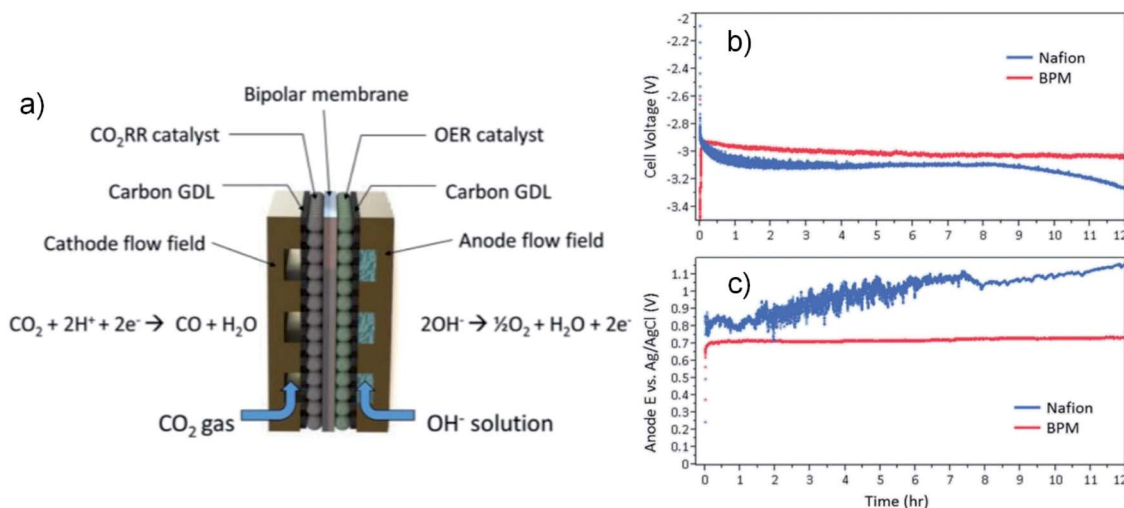 a)
Bipolar membrane
CO₂RR catalyst
OER catalyst
Carbon GDL
Carbon GDL
Cathode flow field
Anode flow field
CO₂ + 2H⁺ + 2e⁻ → CO + H₂O
2OH⁻ → ½O₂ + H₂O + 2e⁻
CO₂ gas
OH⁻ solution
b)
Nafion
BPM
Cell Voltage (V)
-2
-2.2
-2.4
-2.6
-2.8
-3
-3.2
-3.4
0 1 2 3 4 5 6 7 8 9 10 11 12
c)
Nafion
BPM
Anode E vs. Ag/AgCl (V)
1.1
1
0.9
0.8
0.7
0.6
0.5
0.4
0.3
0.2
0.1
0
0 1 2 3 4 5 6 7 8 9 10 11 12
Time (hr)